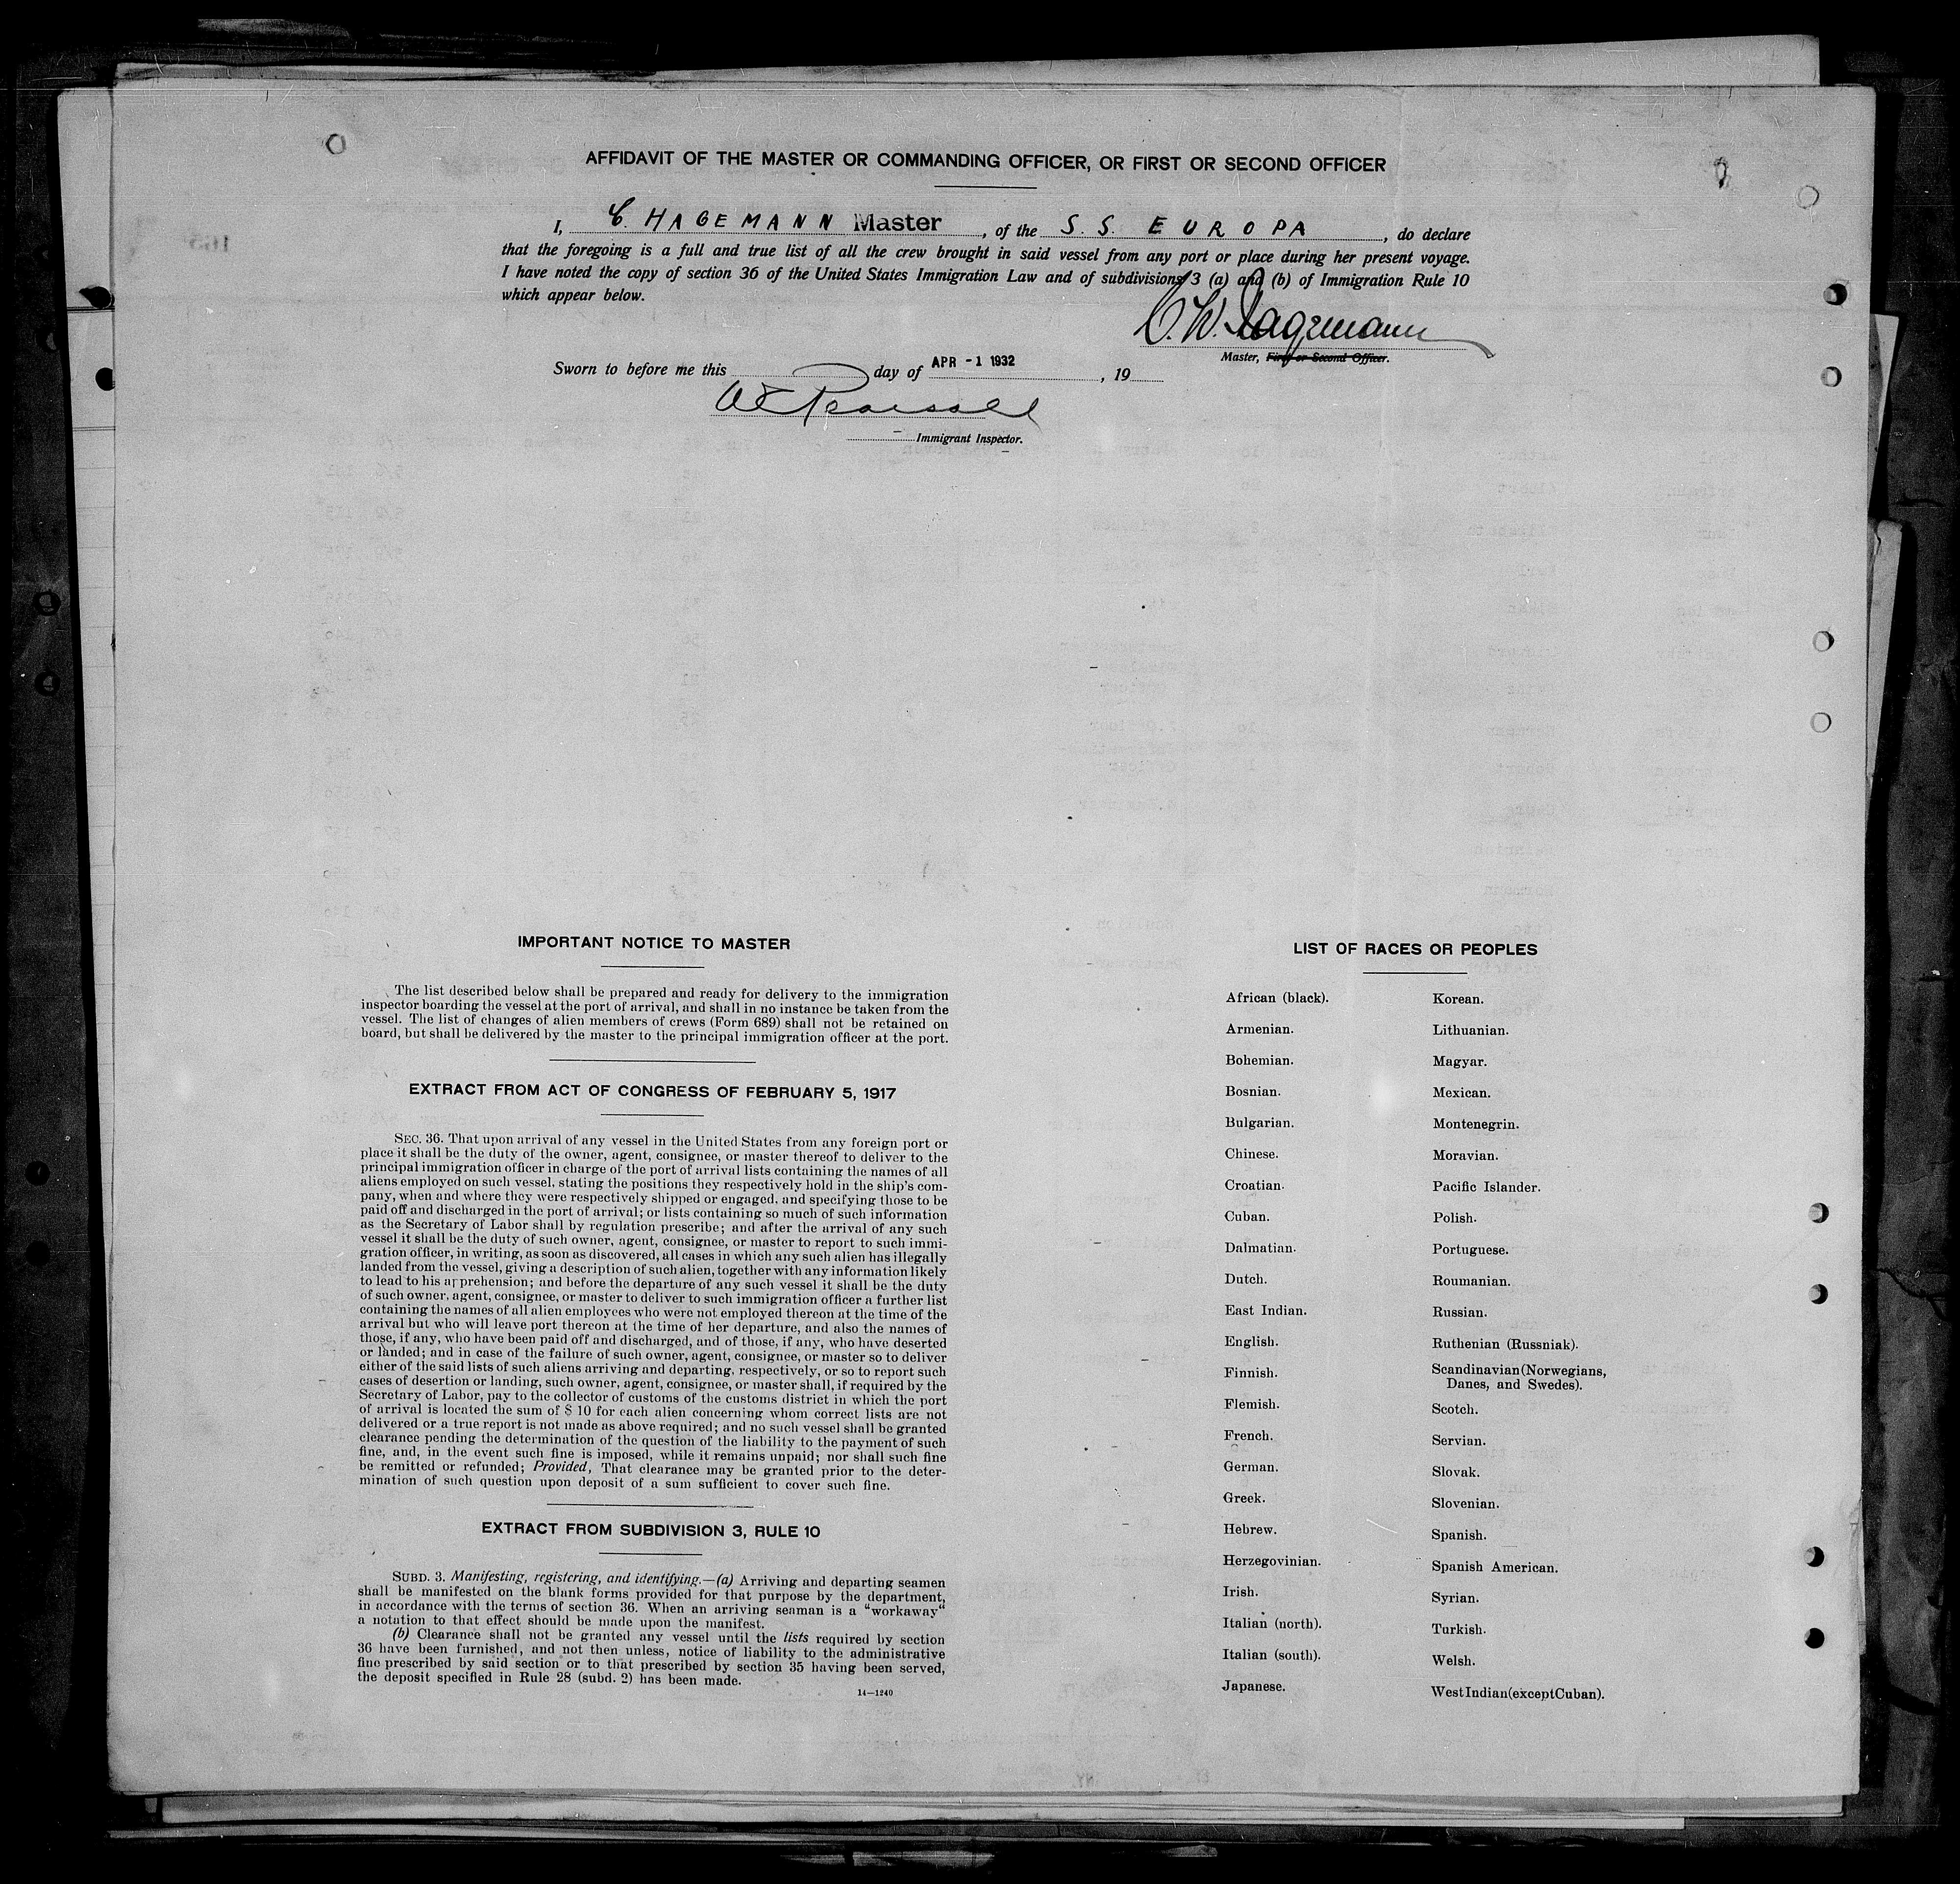 AFFIDAVIT OF THE MASTER OR COMMANDING OFFICER, OR FIRST OR SECOND OFFICER
I, C. HAGEMANN Master, of the S. S. EUROPA, do declare
that the foregoing is a full and true list of all the crew brought in said vessel from any port or place during her present voyage.
I have noted the copy of section 36 of the United States Immigration Law and of subdivisions 3 (a) and (b) of Immigration Rule 10
which appear below.
C. W. Hagemann
Master, First or Second Officer.
Sworn to before me this day of APR -1 1932, 19
Immigrant Inspector.
IMPORTANT NOTICE TO MASTER
The list described below shall be prepared and ready for delivery to the immigration
inspector boarding the vessel at the port of arrival, and shall in no instance be taken from the
vessel. The list of changes of alien members of crews (Form 689) shall not be retained on
board, but shall be delivered by the master to the principal immigration officer at the port.
EXTRACT FROM ACT OF CONGRESS OF FEBRUARY 5, 1917
SEC. 36. That upon arrival of any vessel in the United States from any foreign port or
place it shall be the duty of the owner, agent, consignee, or master thereof to deliver to the
principal immigration officer in charge of the port of arrival lists containing the names of all
aliens employed on such vessel, stating the positions they respectively hold in the ship's com-
pany, when and where they were respectively shipped or engaged, and specifying those to be
paid off and discharged in the port of arrival; or lists containing so much of such information
as the Secretary of Labor shall by regulation prescribe; and after the arrival of any such
vessel it shall be the duty of such owner, agent, consignee, or master to report to such immi-
gration officer, in writing, as soon as discovered, all cases in which any such alien has illegally
landed from the vessel, giving a description of such alien, together with any information likely
to lead to his apprehension; and before the departure of any such vessel it shall be the duty
of such owner, agent, consignee, or master to deliver to such immigration officer a further list
containing the names of all alien employees who were not employed thereon at the time of the
arrival but who will leave port thereon at the time of her departure, and also the names of
those, if any, who have been paid off and discharged, and of those, if any, who have deserted
or landed; and in case of the failure of such owner, agent, consignee, or master so to deliver
either of the said lists of such aliens arriving and departing, respectively, or so to report such
cases of desertion or landing, such owner, agent, consignee, or master shall, if required by the
Secretary of Labor, pay to the collector of customs of the customs district in which the port
of arrival is located the sum of $ 10 for each alien concerning whom correct lists are not
delivered or a true report is not made as above required; and no such vessel shall be granted
clearance pending the determination of the question of the liability to the payment of such
fine, and, in the event such fine is imposed, while it remains unpaid; nor shall such fine
be remitted or refunded; Provided, That clearance may be granted prior to the deter-
mination of such question upon deposit of a sum sufficient to cover such fine.
EXTRACT FROM SUBDIVISION 3, RULE 10
SUBD. 3. Manifesting, registering, and identifying.—(a) Arriving and departing seamen
shall be manifested on the blank forms provided for that purpose by the department,
in accordance with the terms of section 36. When an arriving seaman is a "workaway"
a notation to that effect should be made upon the manifest.
(b) Clearance shall not be granted any vessel until the lists required by section
36 have been furnished, and not then unless, notice of liability to the administrative
fine prescribed by said section or to that prescribed by section 35 having been served,
the deposit specified in Rule 28 (subd. 2) has been made.
14—1240
LIST OF RACES OR PEOPLES
African (black).
Armenian.
Bohemian.
Bosnian.
Bulgarian.
Chinese.
Croatian.
Cuban.
Dalmatian.
Dutch.
East Indian.
English.
Finnish.
Flemish.
French.
German.
Greek.
Hebrew.
Herzegovinian.
Irish.
Italian (north).
Italian (south).
Japanese.
Korean.
Lithuanian.
Magyar.
Mexican.
Montenegrin.
Moravian.
Pacific Islander.
Polish.
Portuguese.
Roumanian.
Russian.
Ruthenian (Russniak).
Scandinavian (Norwegians,
Danes, and Swedes).
Scotch.
Servian.
Slovak.
Slovenian.
Spanish.
Spanish American.
Syrian.
Turkish.
Welsh.
West Indian (except Cuban).